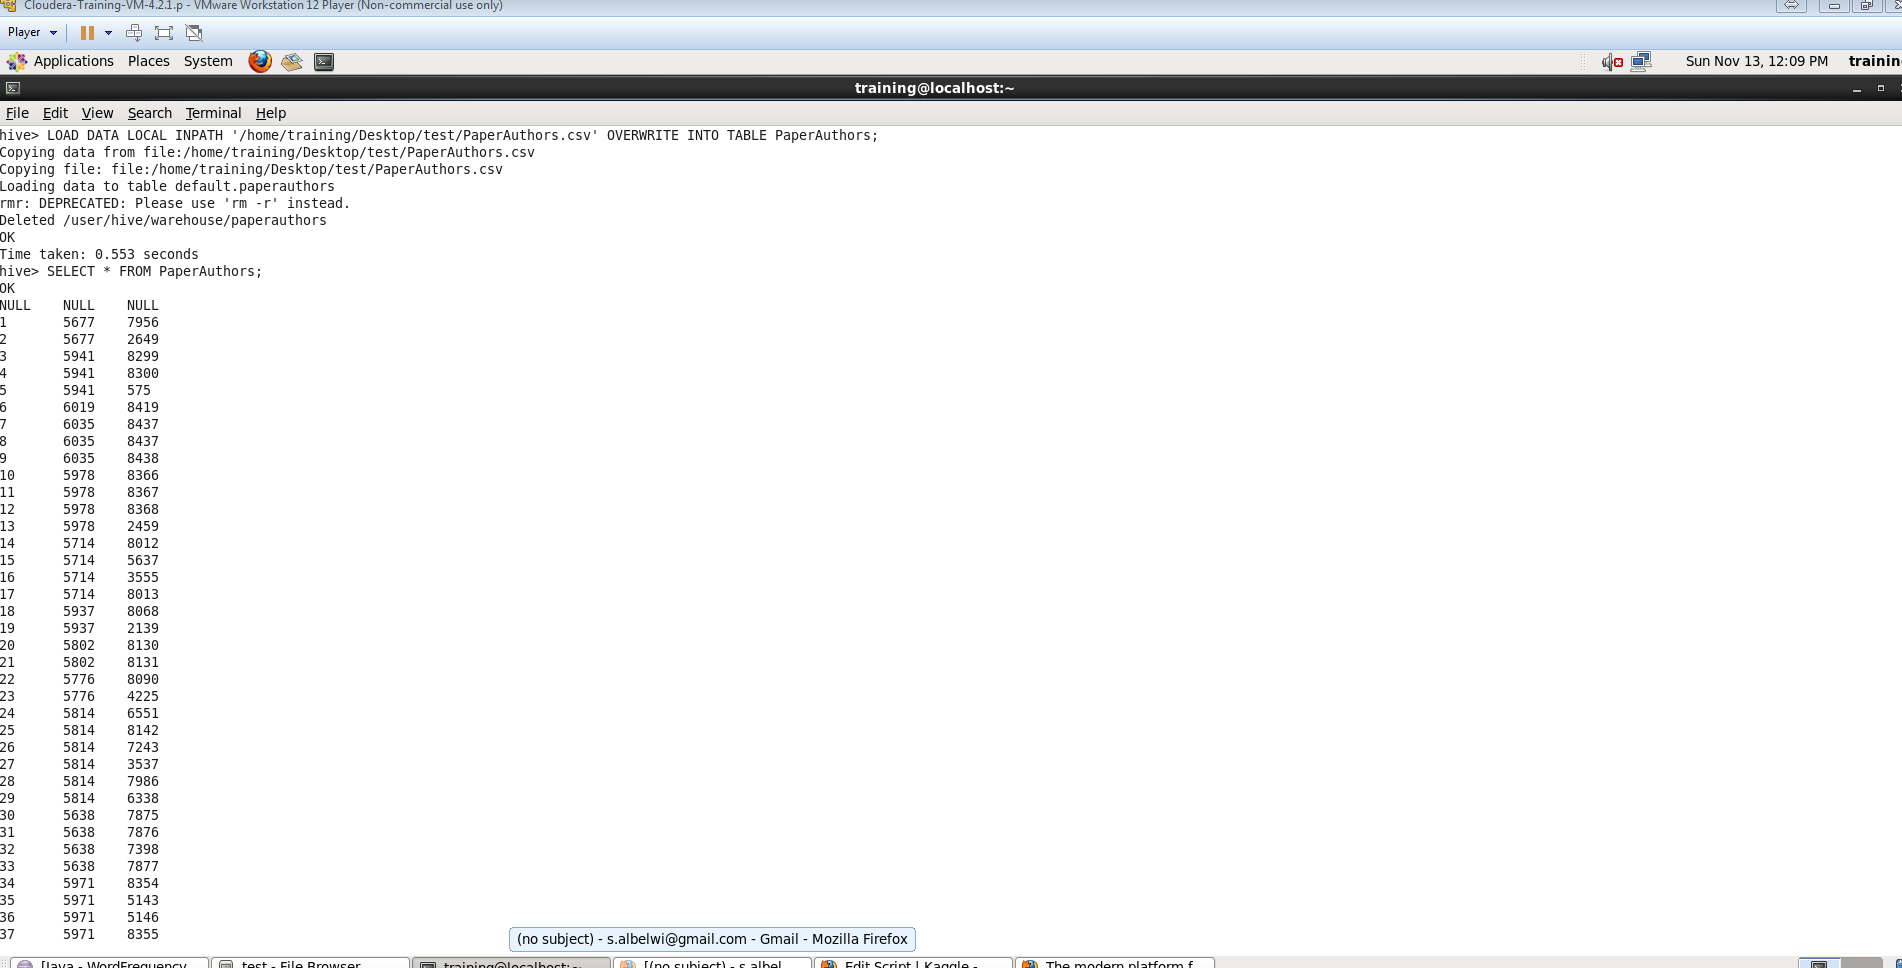 Cloudera-Training-VM-4.2.1.p - VMware Workstation 12 Player (Non-commercial use only)
Player
Applications Places System Sun Nov 13, 12:09 PM trainin
training@localhost:~
File Edit View Search Terminal Help
hive> LOAD DATA LOCAL INPATH '/home/training/Desktop/test/PaperAuthors.csv' OVERWRITE INTO TABLE PaperAuthors;
Copying data from file:/home/training/Desktop/test/PaperAuthors.csv
Copying file: file:/home/training/Desktop/test/PaperAuthors.csv
Loading data to table default.paperauthors
rmr: DEPRECATED: Please use 'rm -r' instead.
Deleted /user/hive/warehouse/paperauthors
OK
Time taken: 0.553 seconds
hive> SELECT * FROM PaperAuthors;
OK
NULL NULL NULL
1 5677 7956
2 5677 2649
3 5941 8299
4 5941 8300
5 5941 575
6 6019 8419
7 6035 8437
8 6035 8437
9 6035 8438
10 5978 8366
11 5978 8367
12 5978 8368
13 5978 2459
14 5714 8012
15 5714 5637
16 5714 3555
17 5714 8013
18 5937 8068
19 5937 2139
20 5802 8130
21 5802 8131
22 5776 8090
23 5776 4225
24 5814 6551
25 5814 8142
26 5814 7243
27 5814 3537
28 5814 7986
29 5814 6338
30 5638 7875
31 5638 7876
32 5638 7398
33 5638 7877
34 5971 8354
35 5971 5143
36 5971 5146
37 5971 8355
(no subject) - s.albelwi@gmail.com - Gmail - Mozilla Firefox
[Java - WordFrequency test - File Browser training@localhost:~ [(no subject) - s.albel Edit Script | Kaggle - The modern platform f